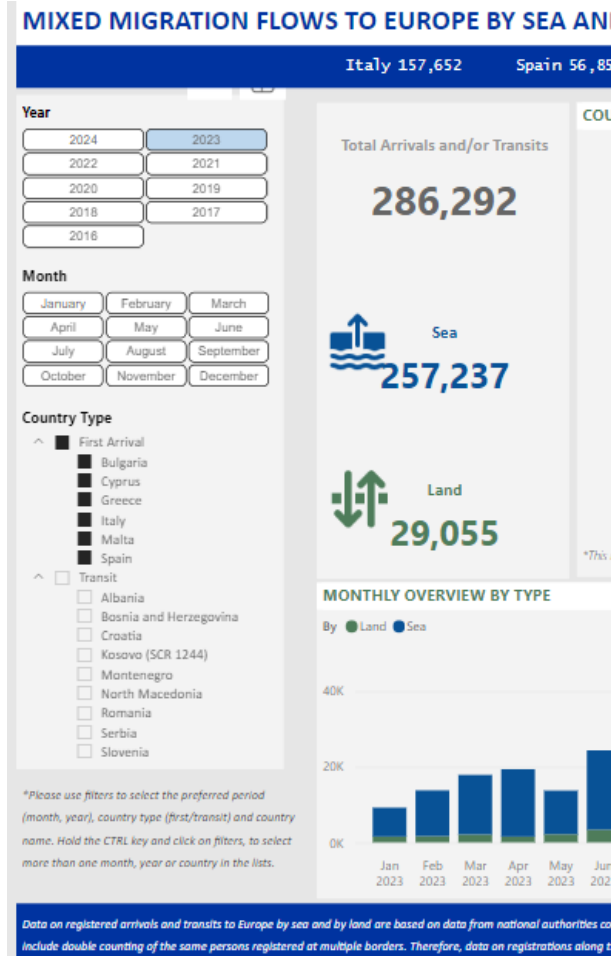 MIXED MIGRATION FLOWS TO EUROPE BY SEA AN
Italy 157,652 Spain 56,85
Year
2024 2023
2022 2021
2020 2019
2018 2017
2016
Month
January February March
April May June
July August September
October November December
Country Type
First Arrival
Bulgaria
Cyprus
Greece
Italy
Malta
Spain
Transit
Albania
Bosnia and Herzegovina
Croatia
Kosovo (SCR 1244)
Montenegro
North Macedonia
Romania
Serbia
Slovenia
*Please use filters to select the preferred period
(month, year), country type (first/transit) and country
name. Hold the CTRL key and click on filters, to select
more than one month, year or country in the lists.
Total Arrivals and/or Transits
286,292
Sea
257,237
Land
29,055
COU
*This
MONTHLY OVERVIEW BY TYPE
By Land Sea
40K
20K
0K
Jan Feb Mar Apr May Jun
2023 2023 2023 2023 2023 202
Data on registered arrivals and transits to Europe by sea and by land are based on data from national authorities co
include double counting of the same persons registered at multiple borders. Therefore, data on registrations along t